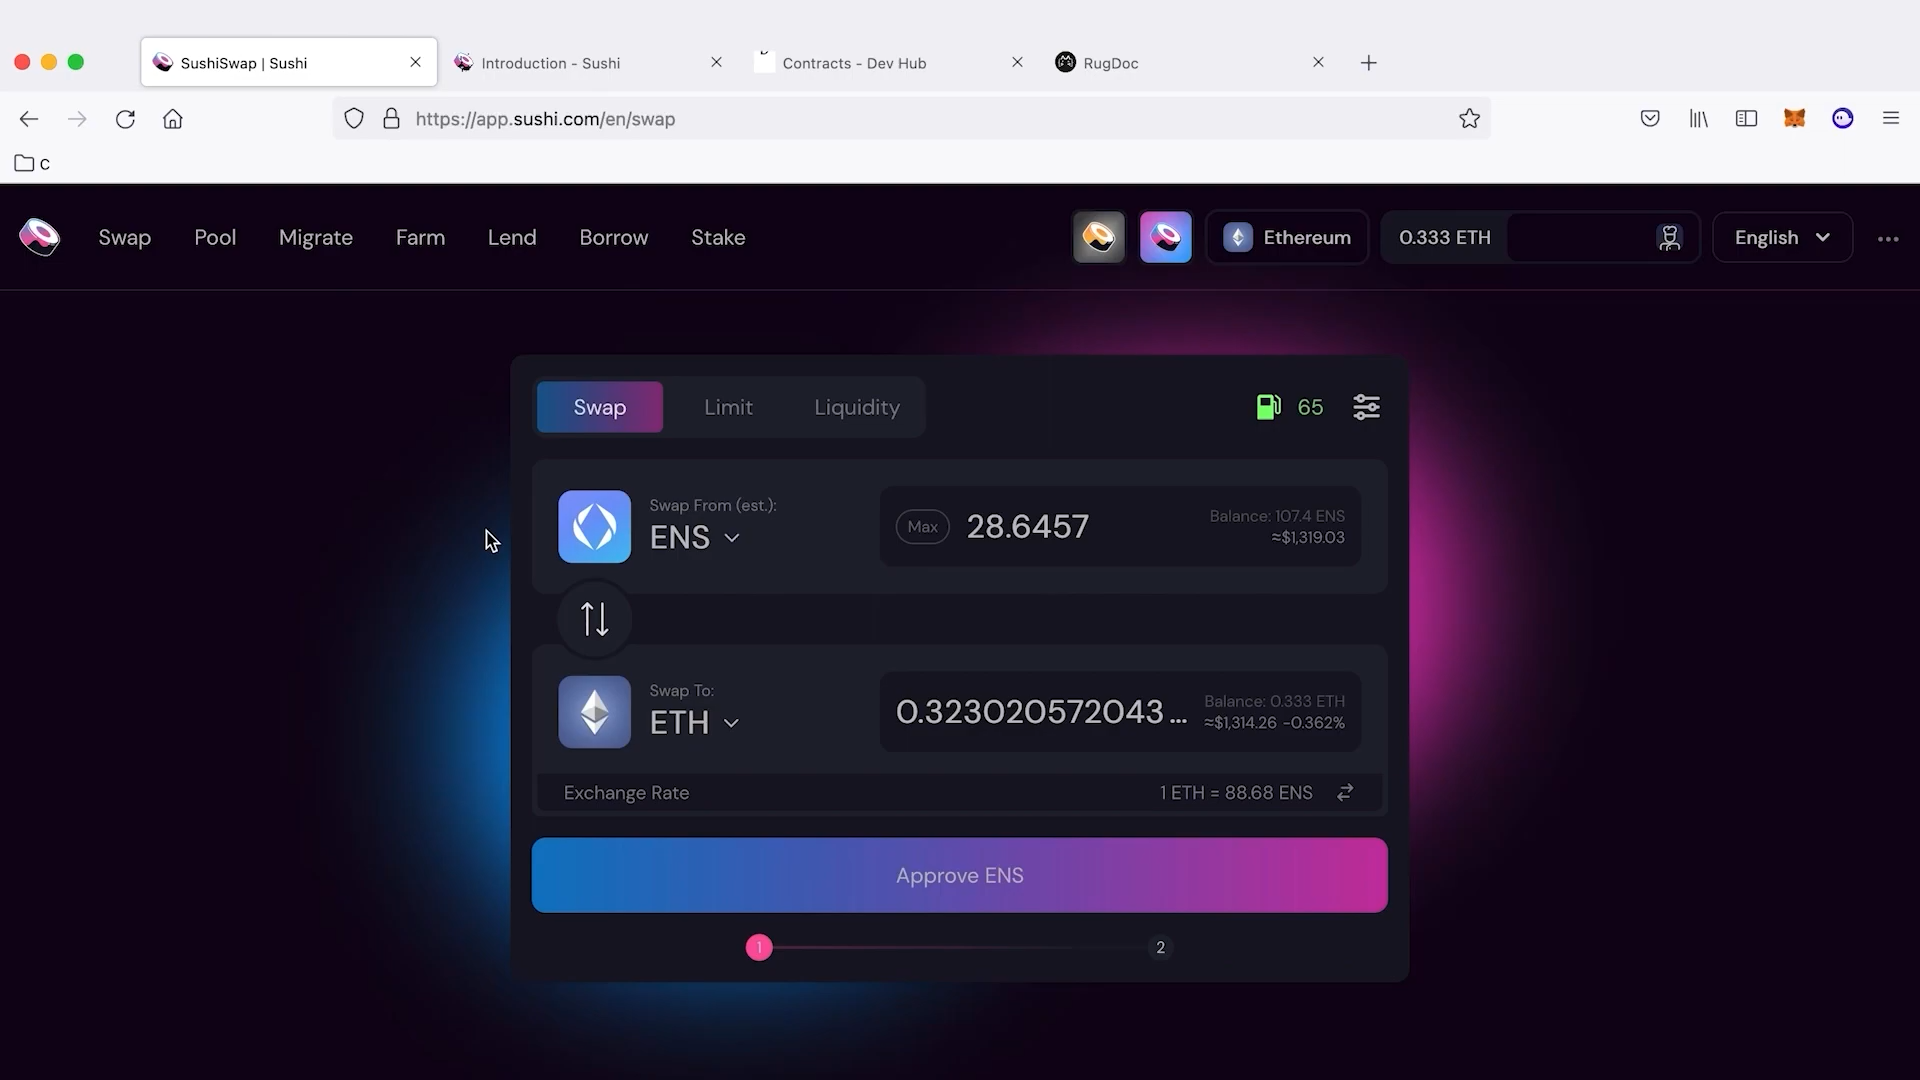 SushiSwap | Sushi
Introduction - Sushi
Contracts - Dev Hub
RugDoc
https://app.sushi.com/en/swap
C
Swap
Pool
Migrate
Farm
Lend
Borrow
Stake
Ethereum
0.333 ETH
English
Swap
Limit
Liquidity
65
Swap From (est.):
ENS
Max
28.6457
Balance: 107.4 ENS
≈$1,319.03
Swap To:
ETH
0.323020572043...
Balance: 0.333 ETH
≈$1,314.26 -0.362%
Exchange Rate
1 ETH = 88.68 ENS
Approve ENS
1
2